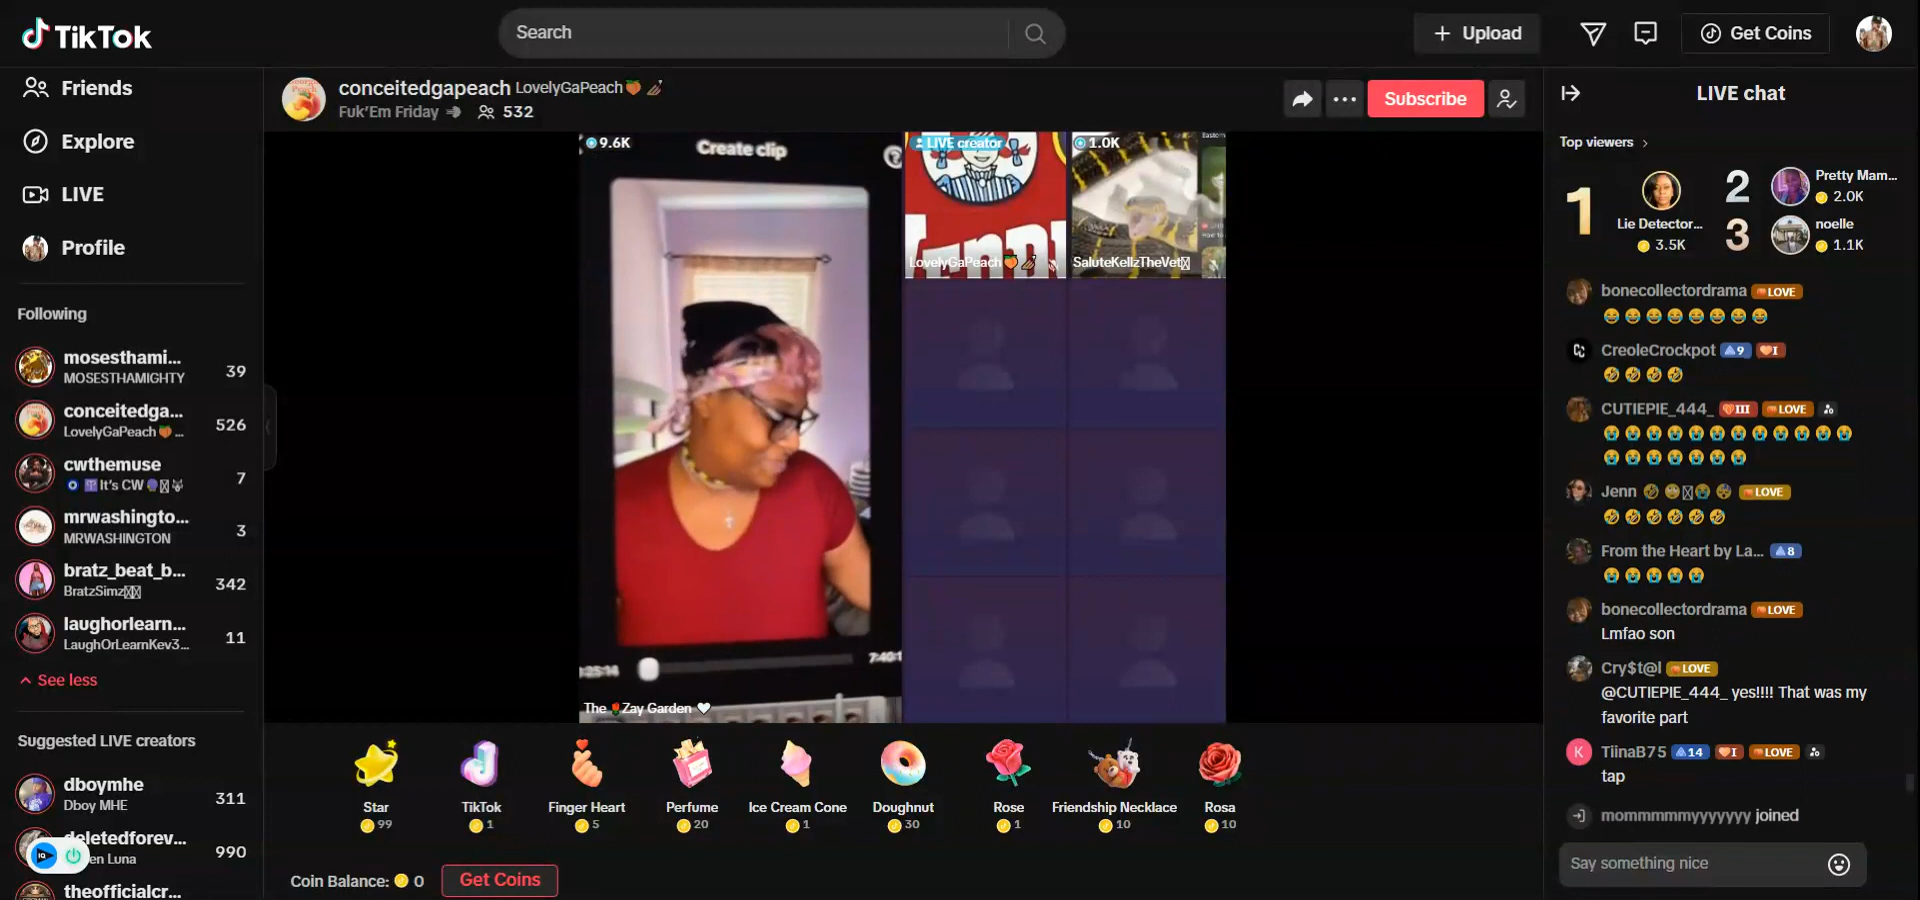 TikTok
Search
Upload
Get Coins
Friends
Explore
LIVE
Profile
Following
mosesthami...
MOSESTHAMIGHTY
39
conceitedga...
LovelyGaPeach🍑 ...
526
cwthemuse
It's CW
7
mrwashingto...
MRWASHINGTON
3
bratz_beat_b...
BratzSimz
342
laughorlearn...
LaughOrLearnKev3...
11
See less
Suggested LIVE creators
dboymhe
Dboy MHE
311
deletedforev...
en Luna
990
theofficialcr...
conceitedgapeach LovelyGaPeach🍑💅🏾
Fuk'Em Friday 532
Subscribe
9.6K
Create clip
LIVE creator
1.0K
LovelyGaPeach🍑💅🏾
SaluteKellzTheVet
:25:14
The 🌹Zay Garden 🤍
Star
99
TikTok
1
Finger Heart
5
Perfume
20
Ice Cream Cone
1
Doughnut
30
Rose
1
Friendship Necklace
10
Rosa
10
Coin Balance: 0
Get Coins
LIVE chat
Top viewers
1
Lie Detector...
3.5K
2
Pretty Mam...
2.0K
3
noelle
1.1K
bonecollectordrama LOVE
😂😂😂😂😂😂😂😂
CreoleCrockpot 9 I
🤣🤣🤣🤣
CUTIEPIE_444_ III LOVE
😭😭😭😭😭😭😭😭😭😭😭😭
😭😭😭😭😭😭😭
Jenn LOVE
🤣🤣🤣🤣🤣🤣
From the Heart by La... 8
😭😭😭😭😭
bonecollectordrama LOVE
Lmfao son
Cry$t@l LOVE
@CUTIEPIE_444_ yes!!!! That was my
favorite part
K
TiinaB75 14 I LOVE
tap
mommmmmyyyyyyy joined
Say something nice